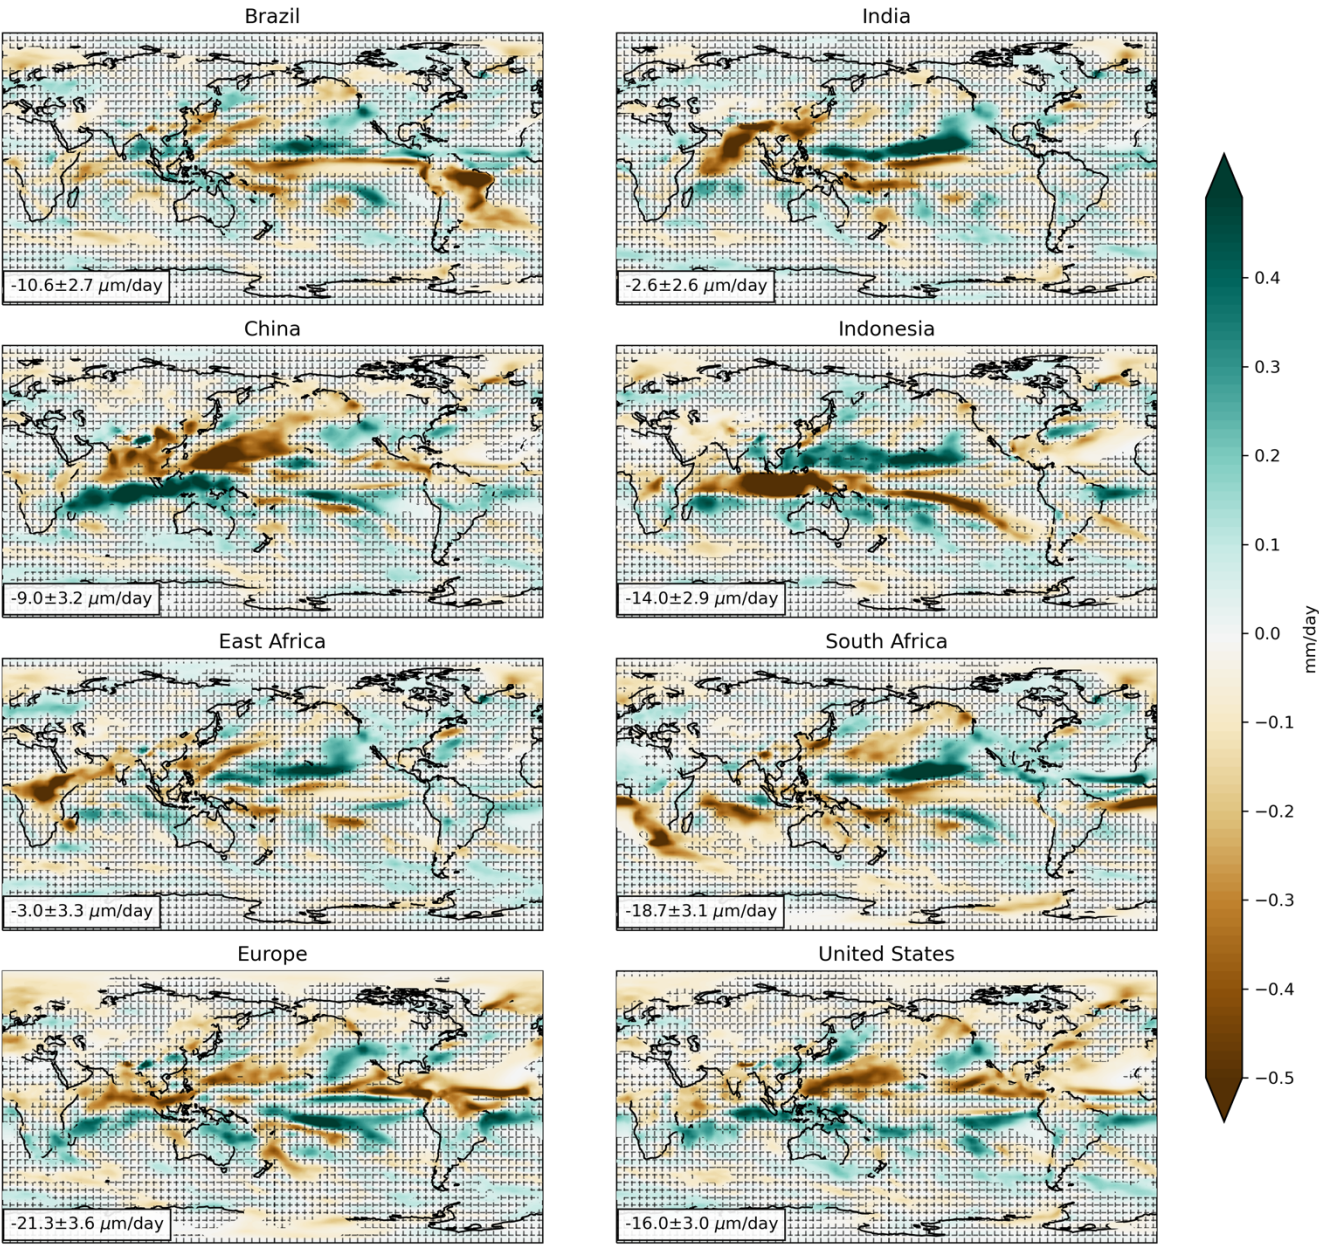 Brazil
India
-10.6±2.7 μm/day
-2.6±2.6 μm/day
China
Indonesia
-9.0±3.2 μm/day
-14.0±2.9 μm/day
East Africa
South Africa
-3.0±3.3 μm/day
-18.7±3.1 μm/day
Europe
United States
-21.3±3.6 μm/day
-16.0±3.0 μm/day
0.4
0.3
0.2
0.1
0.0
−0.1
−0.2
−0.3
−0.4
−0.5
mm/day